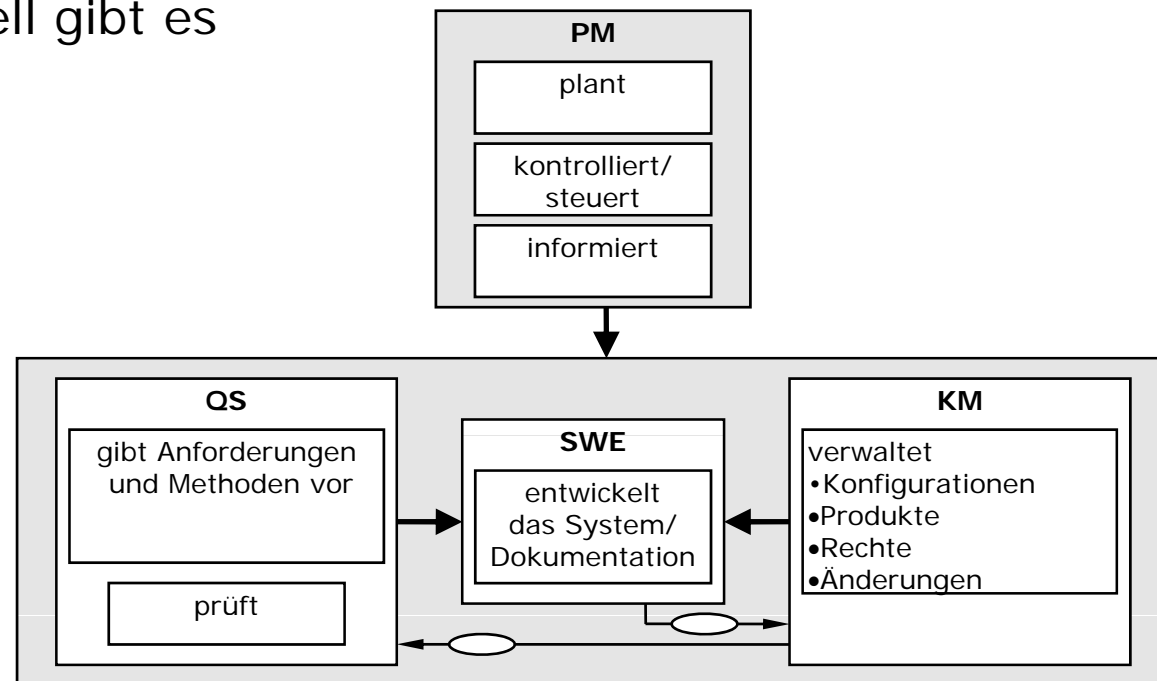 ell gibt es
PM
plant
kontrolliert/
steuert
informiert
QS
gibt Anforderungen
und Methoden vor
prüft
SWE
entwickelt
das System/
Dokumentation
KM
verwaltet
•Konfigurationen
•Produkte
•Rechte
•Änderungen